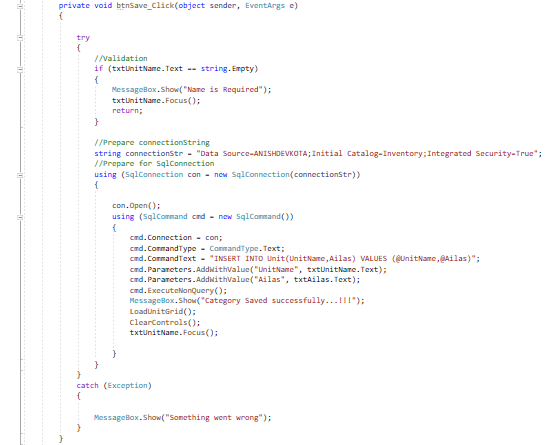 private void btnSave_Click(object sender, EventArgs e)
{
try
{
//Validation
if (txtUnitName.Text == string.Empty)
{
MessageBox.Show("Name is Required");
txtUnitName.Focus();
return;
}
//Prepare connectionString
string connectionStr = "Data Source=ANISHDEVKOTA;Initial Catalog=Inventory;Integrated Security=True";
//Prepare for SqlConnection
using (SqlConnection con = new SqlConnection(connectionStr))
{
con.Open();
using (SqlCommand cmd = new SqlCommand())
{
cmd.Connection = con;
cmd.CommandType = CommandType.Text;
cmd.CommandText = "INSERT INTO Unit(UnitName,Ailas) VALUES (@UnitName,@Ailas)";
cmd.Parameters.AddWithValue("UnitName", txtUnitName.Text);
cmd.Parameters.AddWithValue("Ailas", txtAilas.Text);
cmd.ExecuteNonQuery();
MessageBox.Show("Category Saved successfully...!!!");
LoadUnitGrid();
ClearControls();
txtUnitName.Focus();
}
}
}
catch (Exception)
{
MessageBox.Show("Something went wrong");
}
}